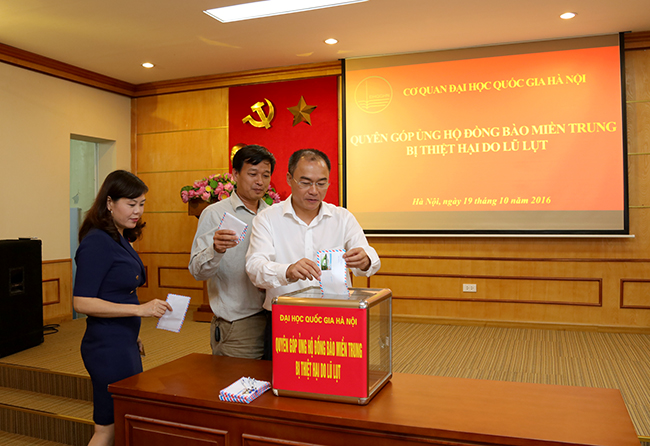 CƠ QUAN ĐẠI HỌC QUỐC GIA HÀ NỘI
QUYÊN GÓP ỦNG HỘ ĐỒNG BÀO MIỀN TRUNG
BỊ THIỆT HẠI DO LŨ LỤT
Hà Nội, ngày 19 tháng 10 năm 2016
ĐẠI HỌC QUỐC GIA HÀ NỘI
QUYÊN GÓP ỦNG HỘ ĐỒNG BÀO MIỀN TRUNG
BỊ THIỆT HẠI DO LŨ LỤT